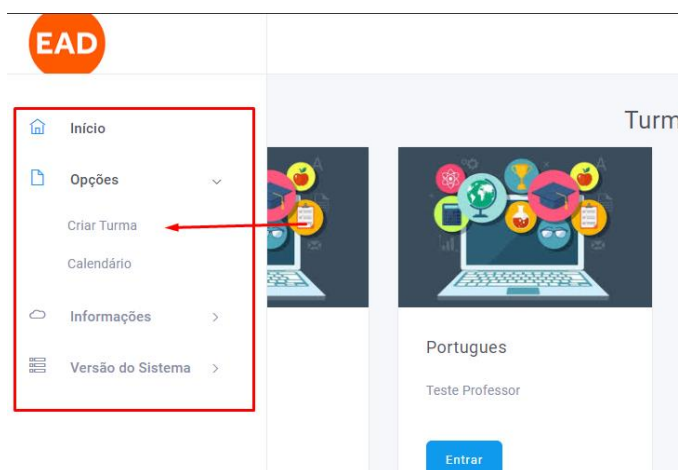 EAD
Início
Opções
Criar Turma
Calendário
Informações
Versão do Sistema
Turm
Portugues
Teste Professor
Entrar